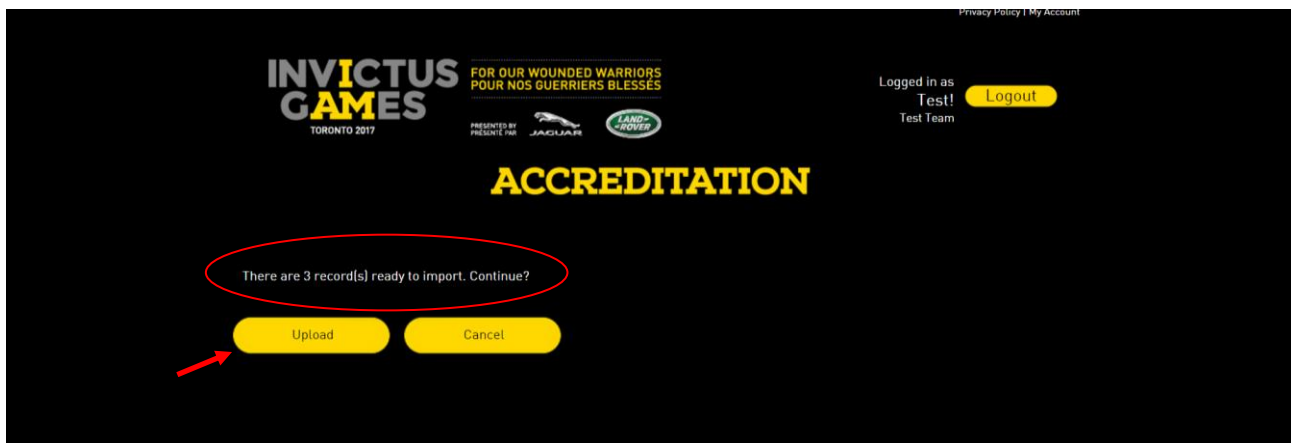 Privacy Policy | My Account
INVICTUS
GAMES
TORONTO 2017
FOR OUR WOUNDED WARRIORS
POUR NOS GUERRIERS BLESSÉS
PRESENTED BY
PRÉSENTÉ PAR
JAGUAR
LAND-
-ROVER
Logged in as
Test!
Test Team
Logout
ACCREDITATION
There are 3 record(s) ready to import. Continue?
Upload
Cancel